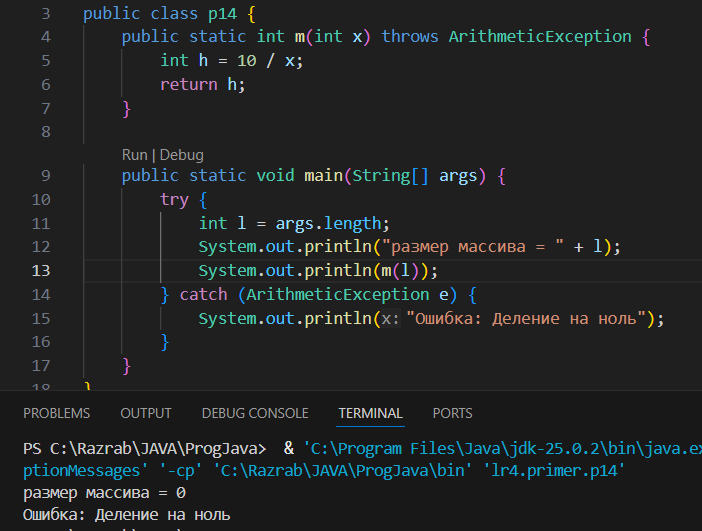 3 public class p14 {
4 public static int m(int x) throws ArithmeticException {
5 int h = 10 / x;
6 return h;
7 }
8
Run | Debug
9 public static void main(String[] args) {
10 try {
11 int l = args.length;
12 System.out.println("размер массива = " + l);
13 System.out.println(m(l));
14 } catch (ArithmeticException e) {
15 System.out.println(x: "Ошибка: Деление на ноль");
16 }
17 }
18 }
PROBLEMS OUTPUT DEBUG CONSOLE TERMINAL PORTS
PS C:\Razrab\JAVA\ProgJava> & 'C:\Program Files\Java\jdk-25.0.2\bin\java.ex
ptionMessages' '-cp' 'C:\Razrab\JAVA\ProgJava\bin' 'lr4.primer.p14'
размер массива = 0
Ошибка: Деление на ноль